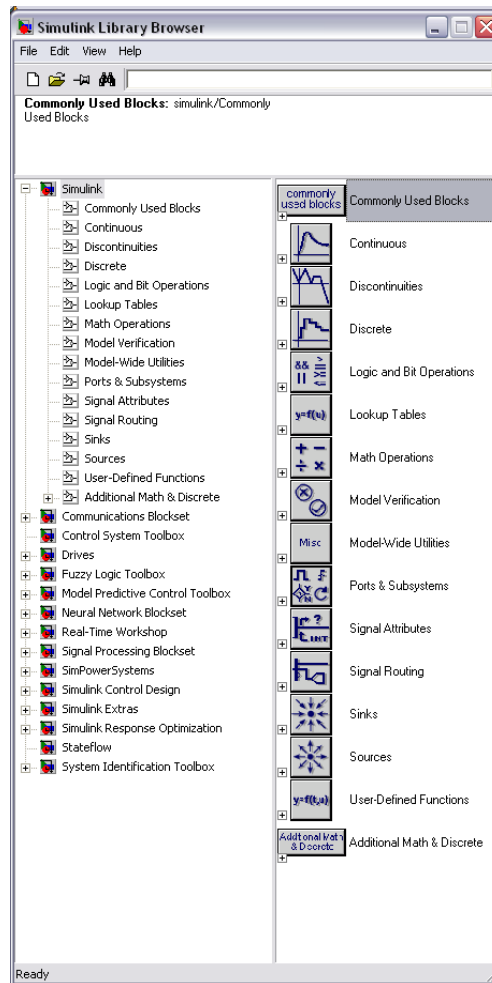 Simulink Library Browser
File Edit View Help
Commonly Used Blocks: simulink/Commonly
Used Blocks
Simulink
Commonly Used Blocks
Continuous
Discontinuities
Discrete
Logic and Bit Operations
Lookup Tables
Math Operations
Model Verification
Model-Wide Utilities
Ports & Subsystems
Signal Attributes
Signal Routing
Sinks
Sources
User-Defined Functions
Additional Math & Discrete
Communications Blockset
Control System Toolbox
Drives
Fuzzy Logic Toolbox
Model Predictive Control Toolbox
Neural Network Blockset
Real-Time Workshop
Signal Processing Blockset
SimPowerSystems
Simulink Control Design
Simulink Extras
Simulink Response Optimization
Stateflow
System Identification Toolbox
commonly
used blocks
Commonly Used Blocks
Continuous
Discontinuities
Discrete
Logic and Bit Operations
y=f(u)
Lookup Tables
+ −
÷ ×
Math Operations
Model Verification
Misc
Model-Wide Utilities
Ports & Subsystems
Signal Attributes
Signal Routing
Sinks
Sources
y=f(t,u)
User-Defined Functions
Additional Math
& Discrete
Additional Math & Discrete
Ready